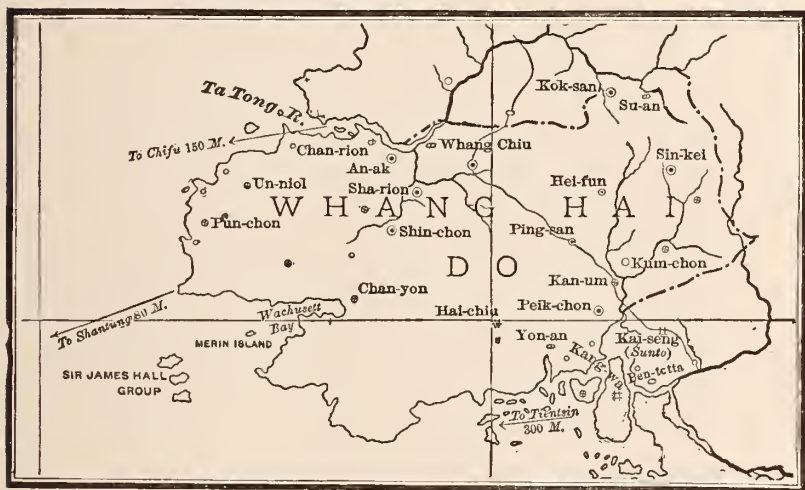 Ta Tong R.
Kok-san
Su-an
To Chifu 150 M.
Chan-rion
Whang Chiu
An-ak
Sin-kei
Un-niol
Sha-rion
Hei-fun
WHANG HAI
Pun-chon
Shin-chon
Ping-san
DO
Kum-chon
Kan-um
Chan-yon
Hai-chiu
Peik-chon
Wachusett
Bay
To Shantung 80 M.
MERIN ISLAND
Yon-an
Kai-seng
(Sunto)
Kang-wa
SIR JAMES HALL
GROUP
To Tientsin
300 M.